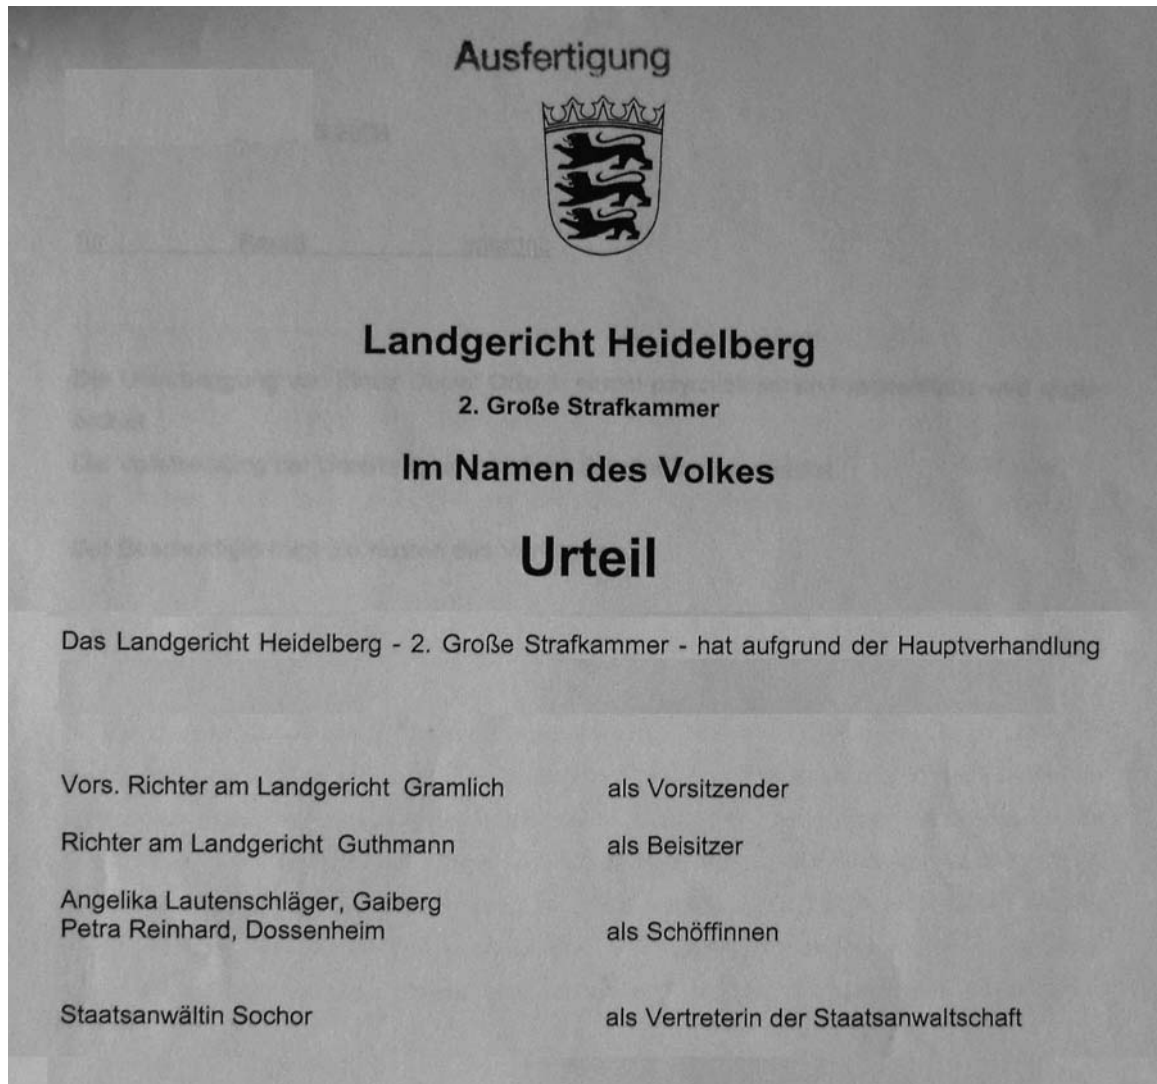 Ausfertigung
Landgericht Heidelberg
2. Große Strafkammer
Im Namen des Volkes
Urteil
Das Landgericht Heidelberg - 2. Große Strafkammer - hat aufgrund der Hauptverhandlung
Vors. Richter am Landgericht Gramlich als Vorsitzender
Richter am Landgericht Guthmann als Beisitzer
Angelika Lautenschläger, Gaiberg
Petra Reinhard, Dossenheim als Schöffinnen
Staatsanwältin Sochor als Vertreterin der Staatsanwaltschaft